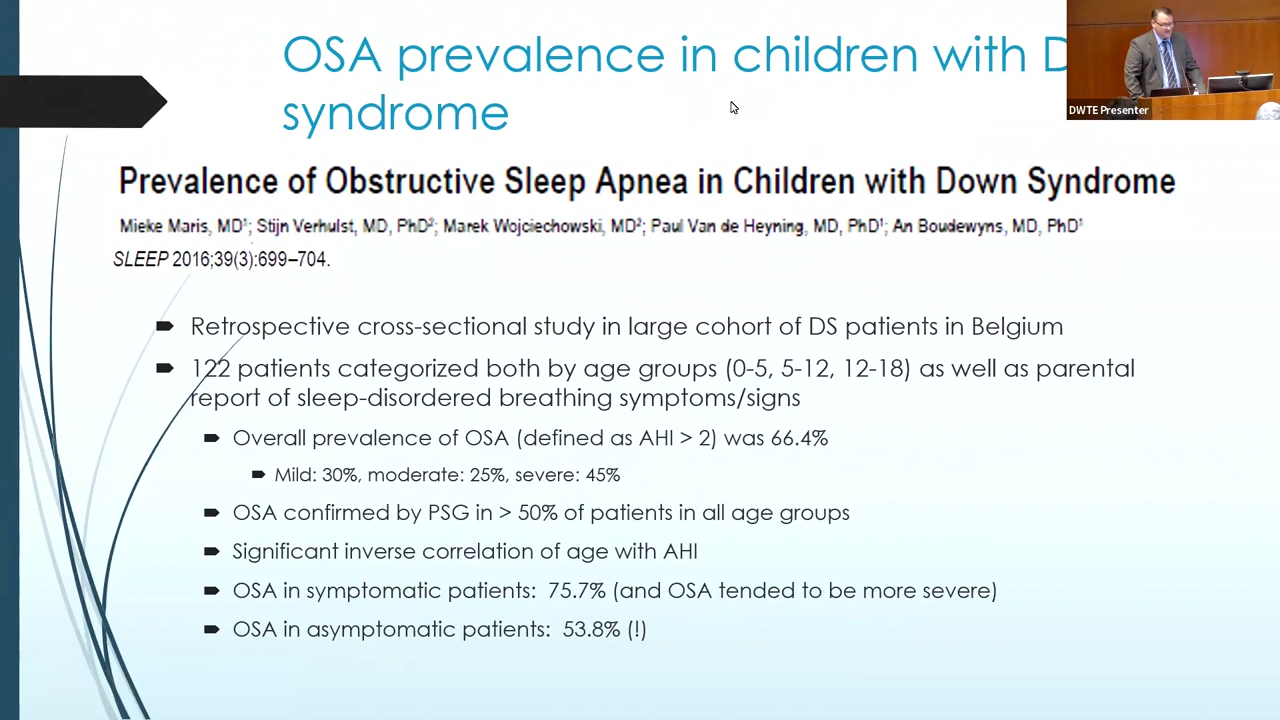 OSA prevalence in children with D
syndrome
DWTE Presenter
Prevalence of Obstructive Sleep Apnea in Children with Down Syndrome
Mieke Maris, MD¹; Stijn Verhulst, MD, PhD²; Marek Wojciechowski, MD²; Paul Van de Heyning, MD, PhD¹; An Boudewyns, MD, PhD¹
SLEEP 2016;39(3):699–704.
Retrospective cross-sectional study in large cohort of DS patients in Belgium
122 patients categorized both by age groups (0-5, 5-12, 12-18) as well as parental
report of sleep-disordered breathing symptoms/signs
Overall prevalence of OSA (defined as AHI > 2) was 66.4%
Mild: 30%, moderate: 25%, severe: 45%
OSA confirmed by PSG in > 50% of patients in all age groups
Significant inverse correlation of age with AHI
OSA in symptomatic patients:  75.7% (and OSA tended to be more severe)
OSA in asymptomatic patients:  53.8% (!)